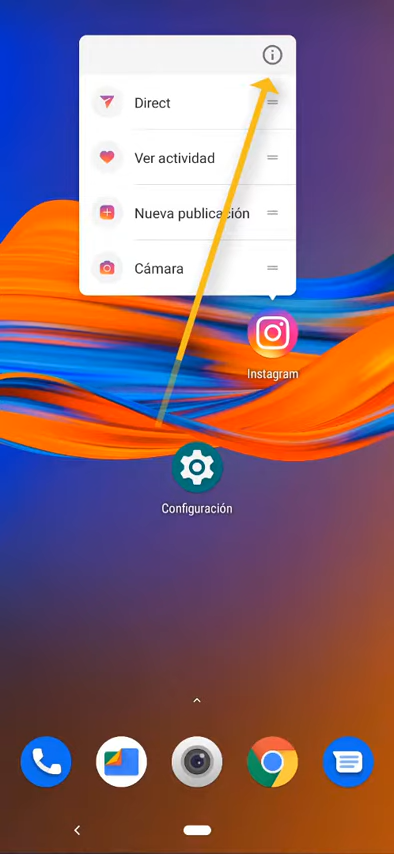 Direct
Ver actividad
Nueva publicación
Cámara
Instagram
Configuración